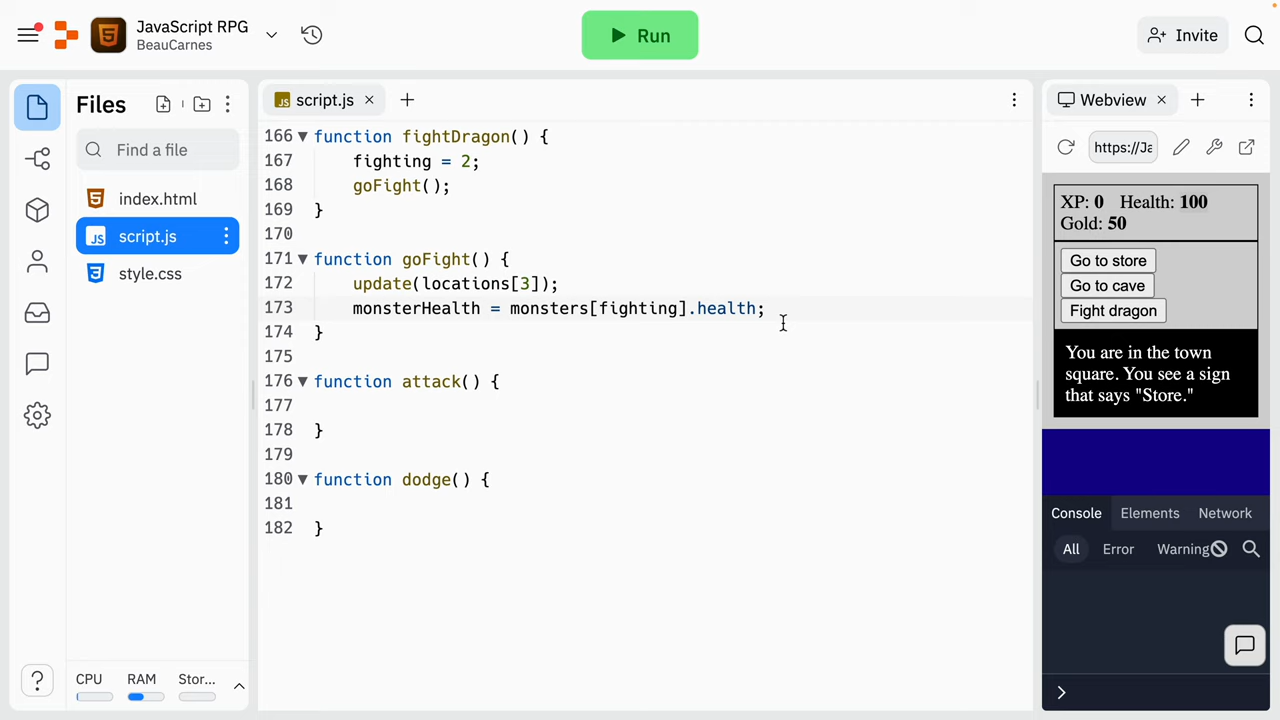 JavaScript RPG
BeauCarnes
Run
Invite
Files
Find a file
index.html
JS script.js
style.css
CPU RAM Stor...
JS script.js
166 function fightDragon() {
167 fighting = 2;
168 goFight();
169 }
170
171 function goFight() {
172 update(locations[3]);
173 monsterHealth = monsters[fighting].health;
174 }
175
176 function attack() {
177
178 }
179
180 function dodge() {
181
182 }
Webview
https://Ja
XP: 0 Health: 100
Gold: 50
Go to store
Go to cave
Fight dragon
You are in the town
square. You see a sign
that says "Store."
Console Elements Network
All Error Warning